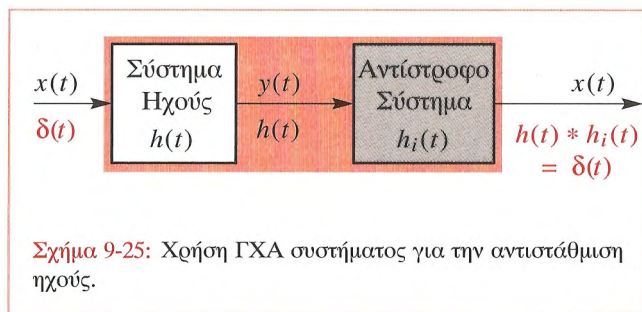 x(t)
δ(t)
Σύστημα
Ηχούς
h(t)
y(t)
h(t)
Αντίστροφο
Σύστημα
h_i(t)
x(t)
h(t) * h_i(t)
= δ(t)
Σχήμα 9-25: Χρήση ΓΧΑ συστήματος για την αντιστάθμιση
ηχούς.